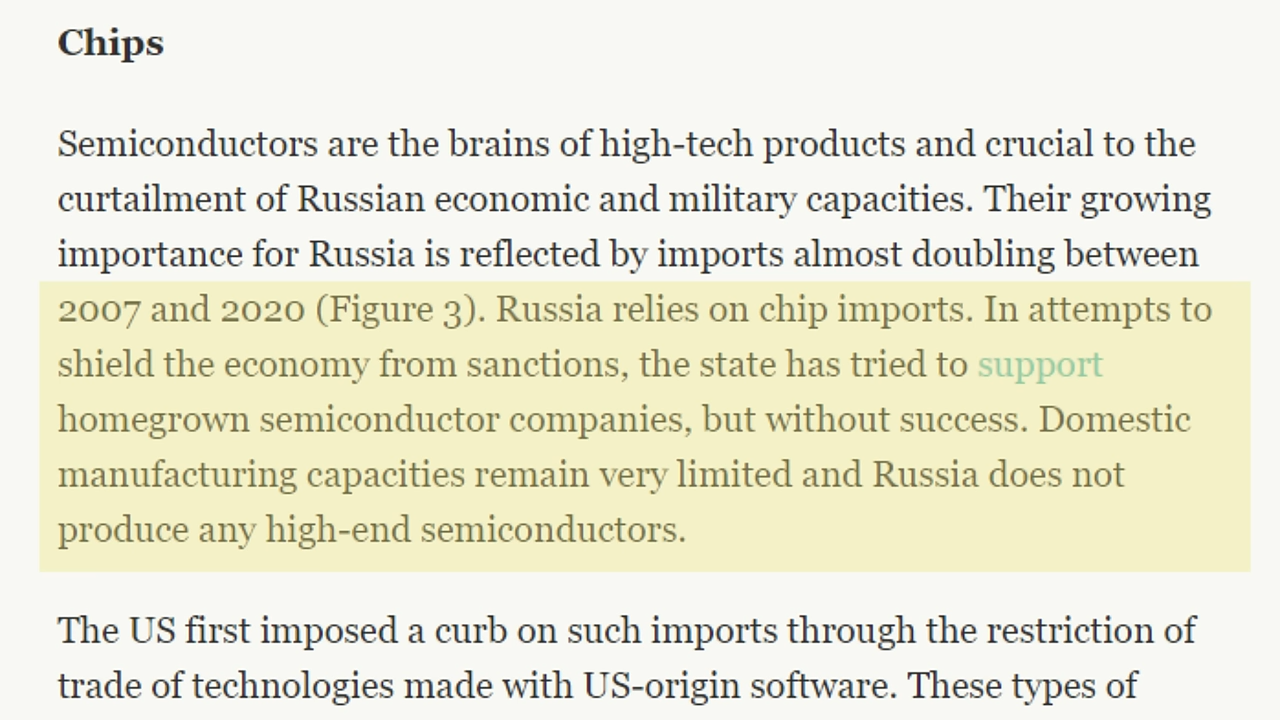 Chips
Semiconductors are the brains of high-tech products and crucial to the
curtailment of Russian economic and military capacities. Their growing
importance for Russia is reflected by imports almost doubling between
2007 and 2020 (Figure 3). Russia relies on chip imports. In attempts to
shield the economy from sanctions, the state has tried to support
homegrown semiconductor companies, but without success. Domestic
manufacturing capacities remain very limited and Russia does not
produce any high-end semiconductors.
The US first imposed a curb on such imports through the restriction of
trade of technologies made with US-origin software. These types of